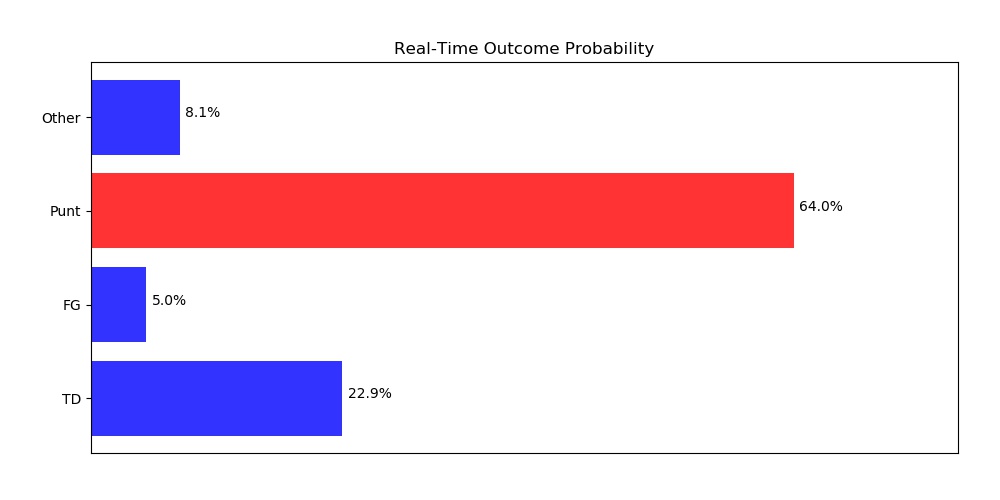 Real-Time Outcome Probability
Other
8.1%
Punt
64.0%
FG
5.0%
TD
22.9%